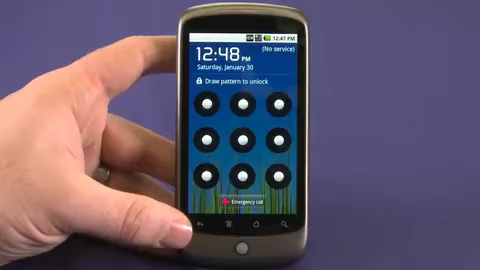 12:47 PM
12:48 PM
(No service)
Saturday, January 30
Draw pattern to unlock
Emergency call